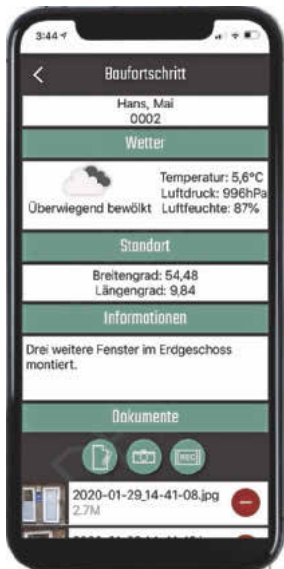 3:44
Baufortschritt
Hans, Mai
0002
Wetter
Temperatur: 5,6°C
Luftdruck: 996hPa
Überwiegend bewölkt Luftfeuchte: 87%
Standort
Breitengrad: 54,48
Längengrad: 9,84
Informationen
Drei weitere Fenster im Erdgeschoss
montiert.
Dokumente
REC
2020-01-29_14-41-08.jpg
2.7M